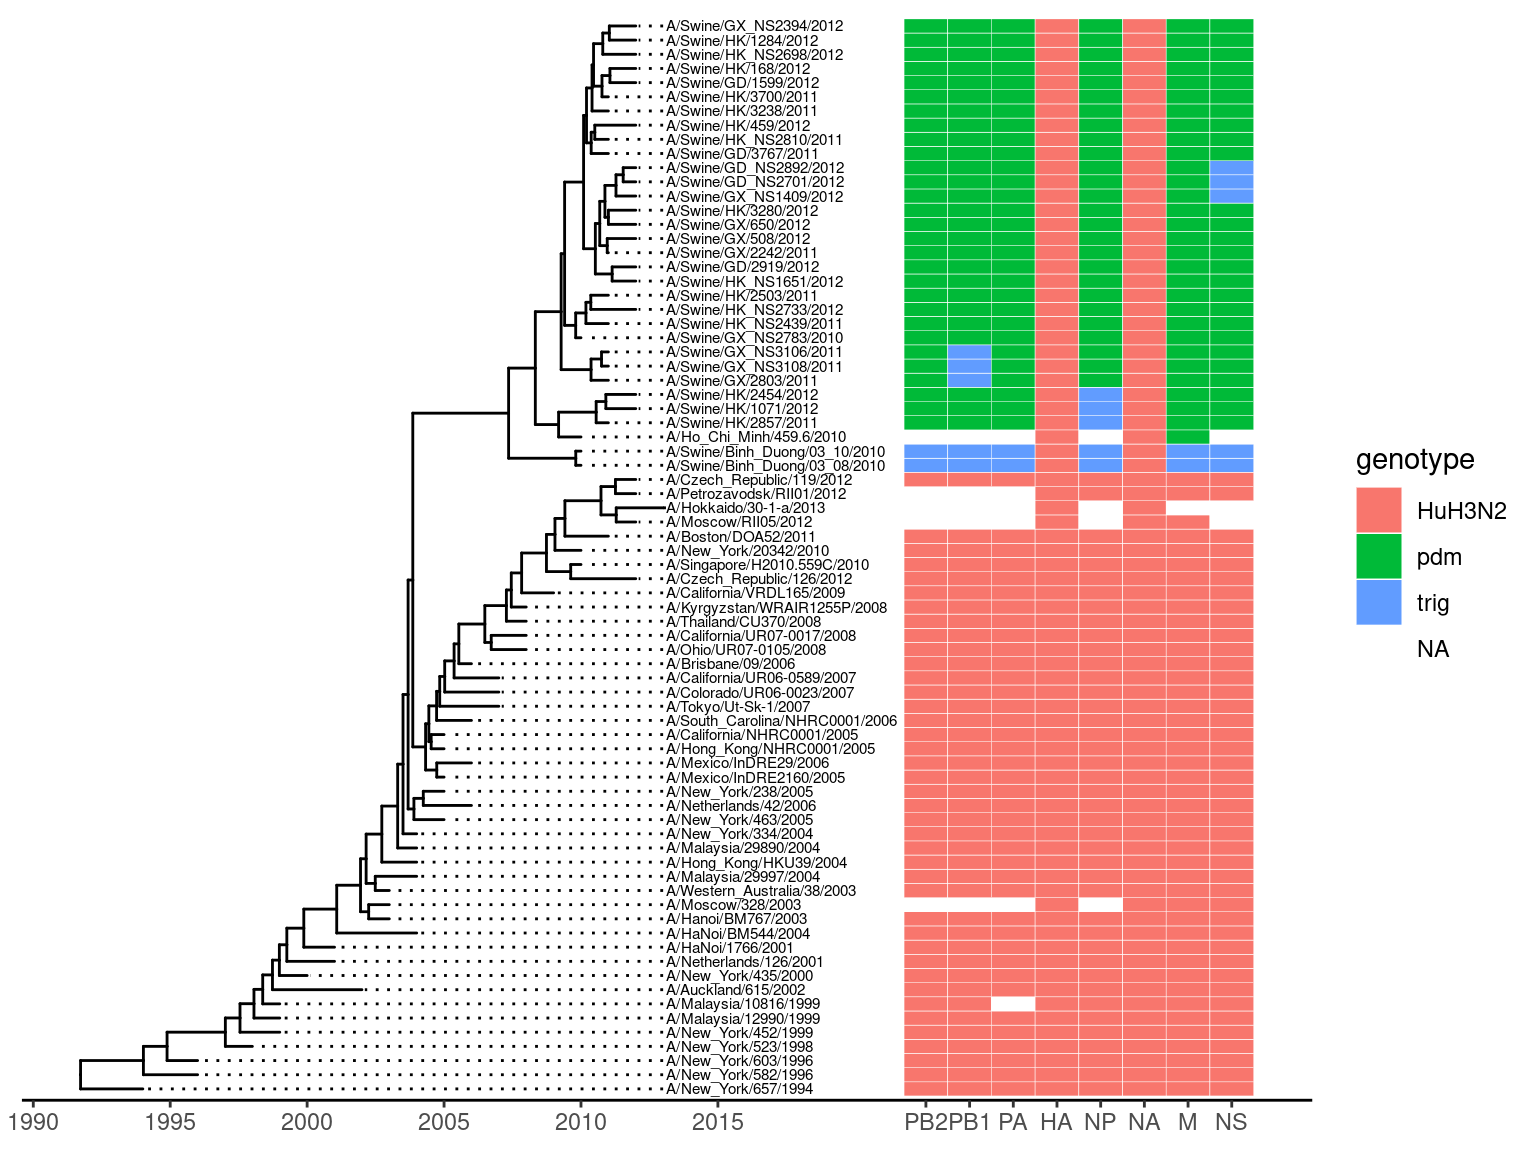 A/Swine/GX_NS2394/2012
A/Swine/HK/1284/2012
A/Swine/HK_NS2698/2012
A/Swine/HK/168/2012
A/Swine/GD/1599/2012
A/Swine/HK/3700/2011
A/Swine/HK/3238/2011
A/Swine/HK/459/2012
A/Swine/HK_NS2810/2011
A/Swine/GD/3767/2011
A/Swine/GD_NS2892/2012
A/Swine/GD_NS2701/2012
A/Swine/GX_NS1409/2012
A/Swine/HK/3280/2012
A/Swine/GX/650/2012
A/Swine/GX/508/2012
A/Swine/GX/2242/2011
A/Swine/GD/2919/2012
A/Swine/HK_NS1651/2012
A/Swine/HK/2503/2011
A/Swine/HK_NS2733/2012
A/Swine/HK_NS2439/2011
A/Swine/GX_NS2783/2010
A/Swine/GX_NS3106/2011
A/Swine/GX_NS3108/2011
A/Swine/GX/2803/2011
A/Swine/HK/2454/2012
A/Swine/HK/1071/2012
A/Swine/HK/2857/2011
A/Ho_Chi_Minh/459.6/2010
A/Swine/Binh_Duong/03_10/2010
A/Swine/Binh_Duong/03_08/2010
A/Czech_Republic/119/2012
A/Petrozavodsk/RII01/2012
A/Hokkaido/30-1-a/2013
A/Moscow/RII05/2012
A/Boston/DOA52/2011
A/New_York/20342/2010
A/Singapore/H2010.559C/2010
A/Czech_Republic/126/2012
A/California/VRDL165/2009
A/Kyrgyzstan/WRAIR1255P/2008
A/Thailand/CU370/2008
A/California/UR07-0017/2008
A/Ohio/UR07-0105/2008
A/Brisbane/09/2006
A/California/UR06-0589/2007
A/Colorado/UR06-0023/2007
A/Tokyo/Ut-Sk-1/2007
A/South_Carolina/NHRC0001/2006
A/California/NHRC0001/2005
A/Hong_Kong/NHRC0001/2005
A/Mexico/InDRE29/2006
A/Mexico/InDRE2160/2005
A/New_York/238/2005
A/Netherlands/42/2006
A/New_York/463/2005
A/New_York/334/2004
A/Malaysia/29890/2004
A/Hong_Kong/HKU39/2004
A/Malaysia/29997/2004
A/Western_Australia/38/2003
A/Moscow/328/2003
A/Hanoi/BM767/2003
A/HaNoi/BM544/2004
A/HaNoi/1766/2001
A/Netherlands/126/2001
A/New_York/435/2000
A/Auckland/615/2002
A/Malaysia/10816/1999
A/Malaysia/12990/1999
A/New_York/452/1999
A/New_York/523/1998
A/New_York/603/1996
A/New_York/582/1996
A/New_York/657/1994
1990 1995 2000 2005 2010 2015 PB2 PB1 PA HA NP NA M NS
genotype
HuH3N2
pdm
trig
NA